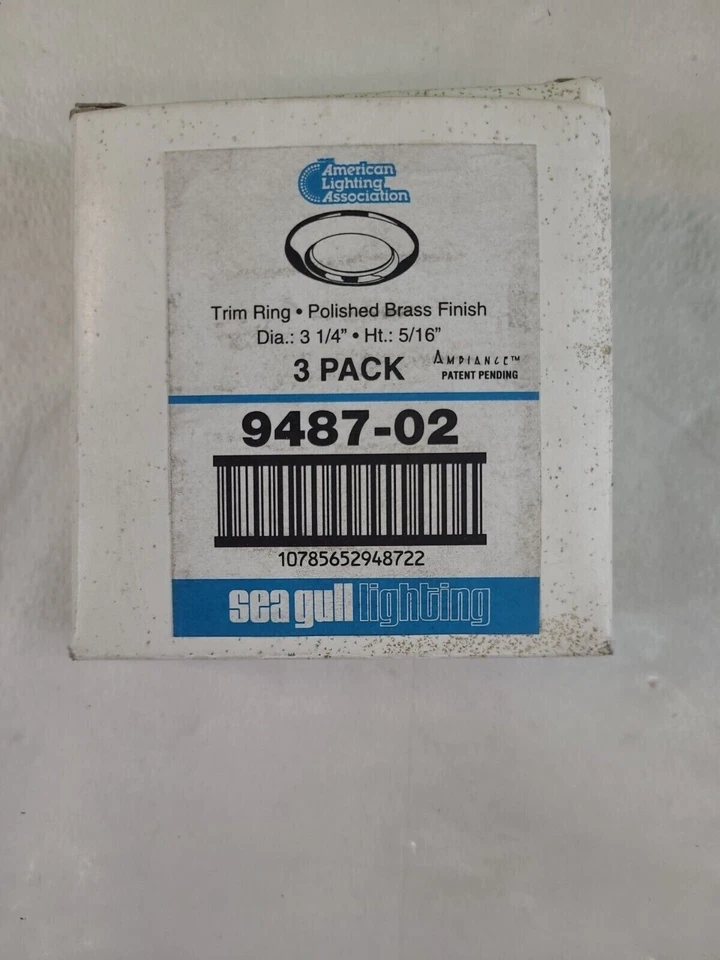 American
Lighting
Association
Trim Ring • Polished Brass Finish
Dia.: 3 1/4” • Ht.: 5/16”
3 PACK
AMBIANCE™
PATENT PENDING
9487-02
10785652948722
sea gull lighting